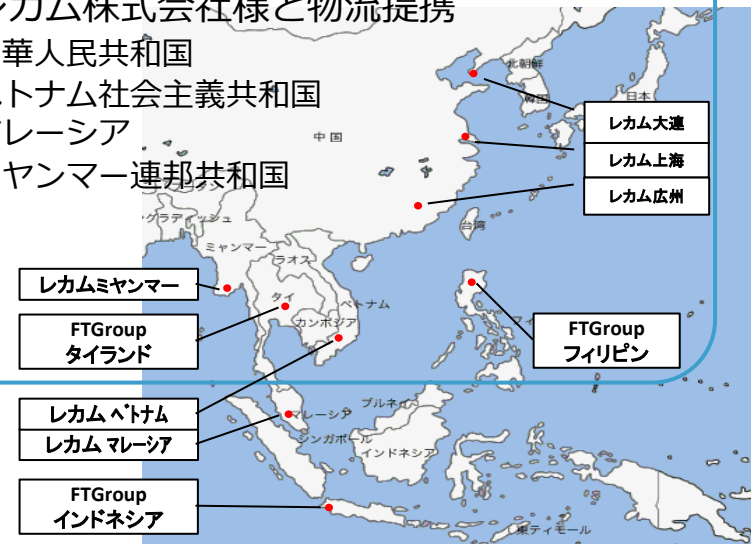 レカム株式会社様と物流提携
華人民共和国
トナム社会主義共和国
マレーシア
ヤンマー連邦共和国
北朝鮮
韓国
日本
中国
レカム大連
レカム上海
レカム広州
台湾
グラディッシュ
ミャンマー
ラオス
レカムミャンマー
タイ
ベトナム
カンボジア
フィ
FTGroup
タイランド
FTGroup
フィリピン
レカム ベトナム
レカム マレーシア
マレーシア
ブルネイ
シンガポール
インドネシア
FTGroup
インドネシア
東ティモール